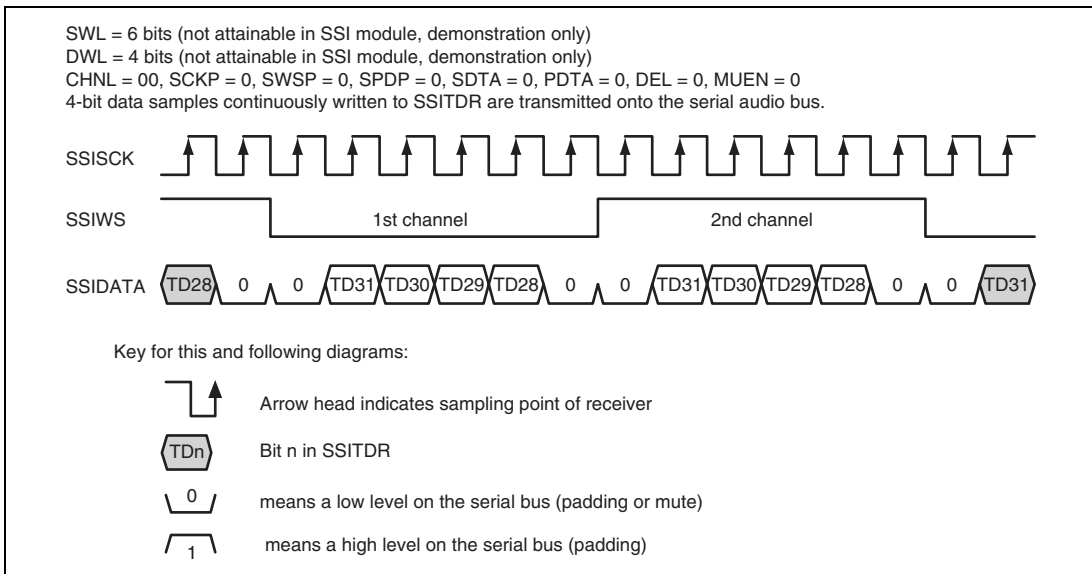 SWL = 6 bits (not attainable in SSI module, demonstration only)
DWL = 4 bits (not attainable in SSI module, demonstration only)
CHNL = 00, SCKP = 0, SWSP = 0, SPDP = 0, SDTA = 0, PDTA = 0, DEL = 0, MUEN = 0
4-bit data samples continuously written to SSITDR are transmitted onto the serial audio bus.
SSISCK
SSIWS 1st channel 2nd channel
SSIDATA TD28 0 0 TD31 TD30 TD29 TD28 0 0 TD31 TD30 TD29 TD28 0 0 TD31
Key for this and following diagrams:
Arrow head indicates sampling point of receiver
TDn Bit n in SSITDR
0 means a low level on the serial bus (padding or mute)
1 means a high level on the serial bus (padding)